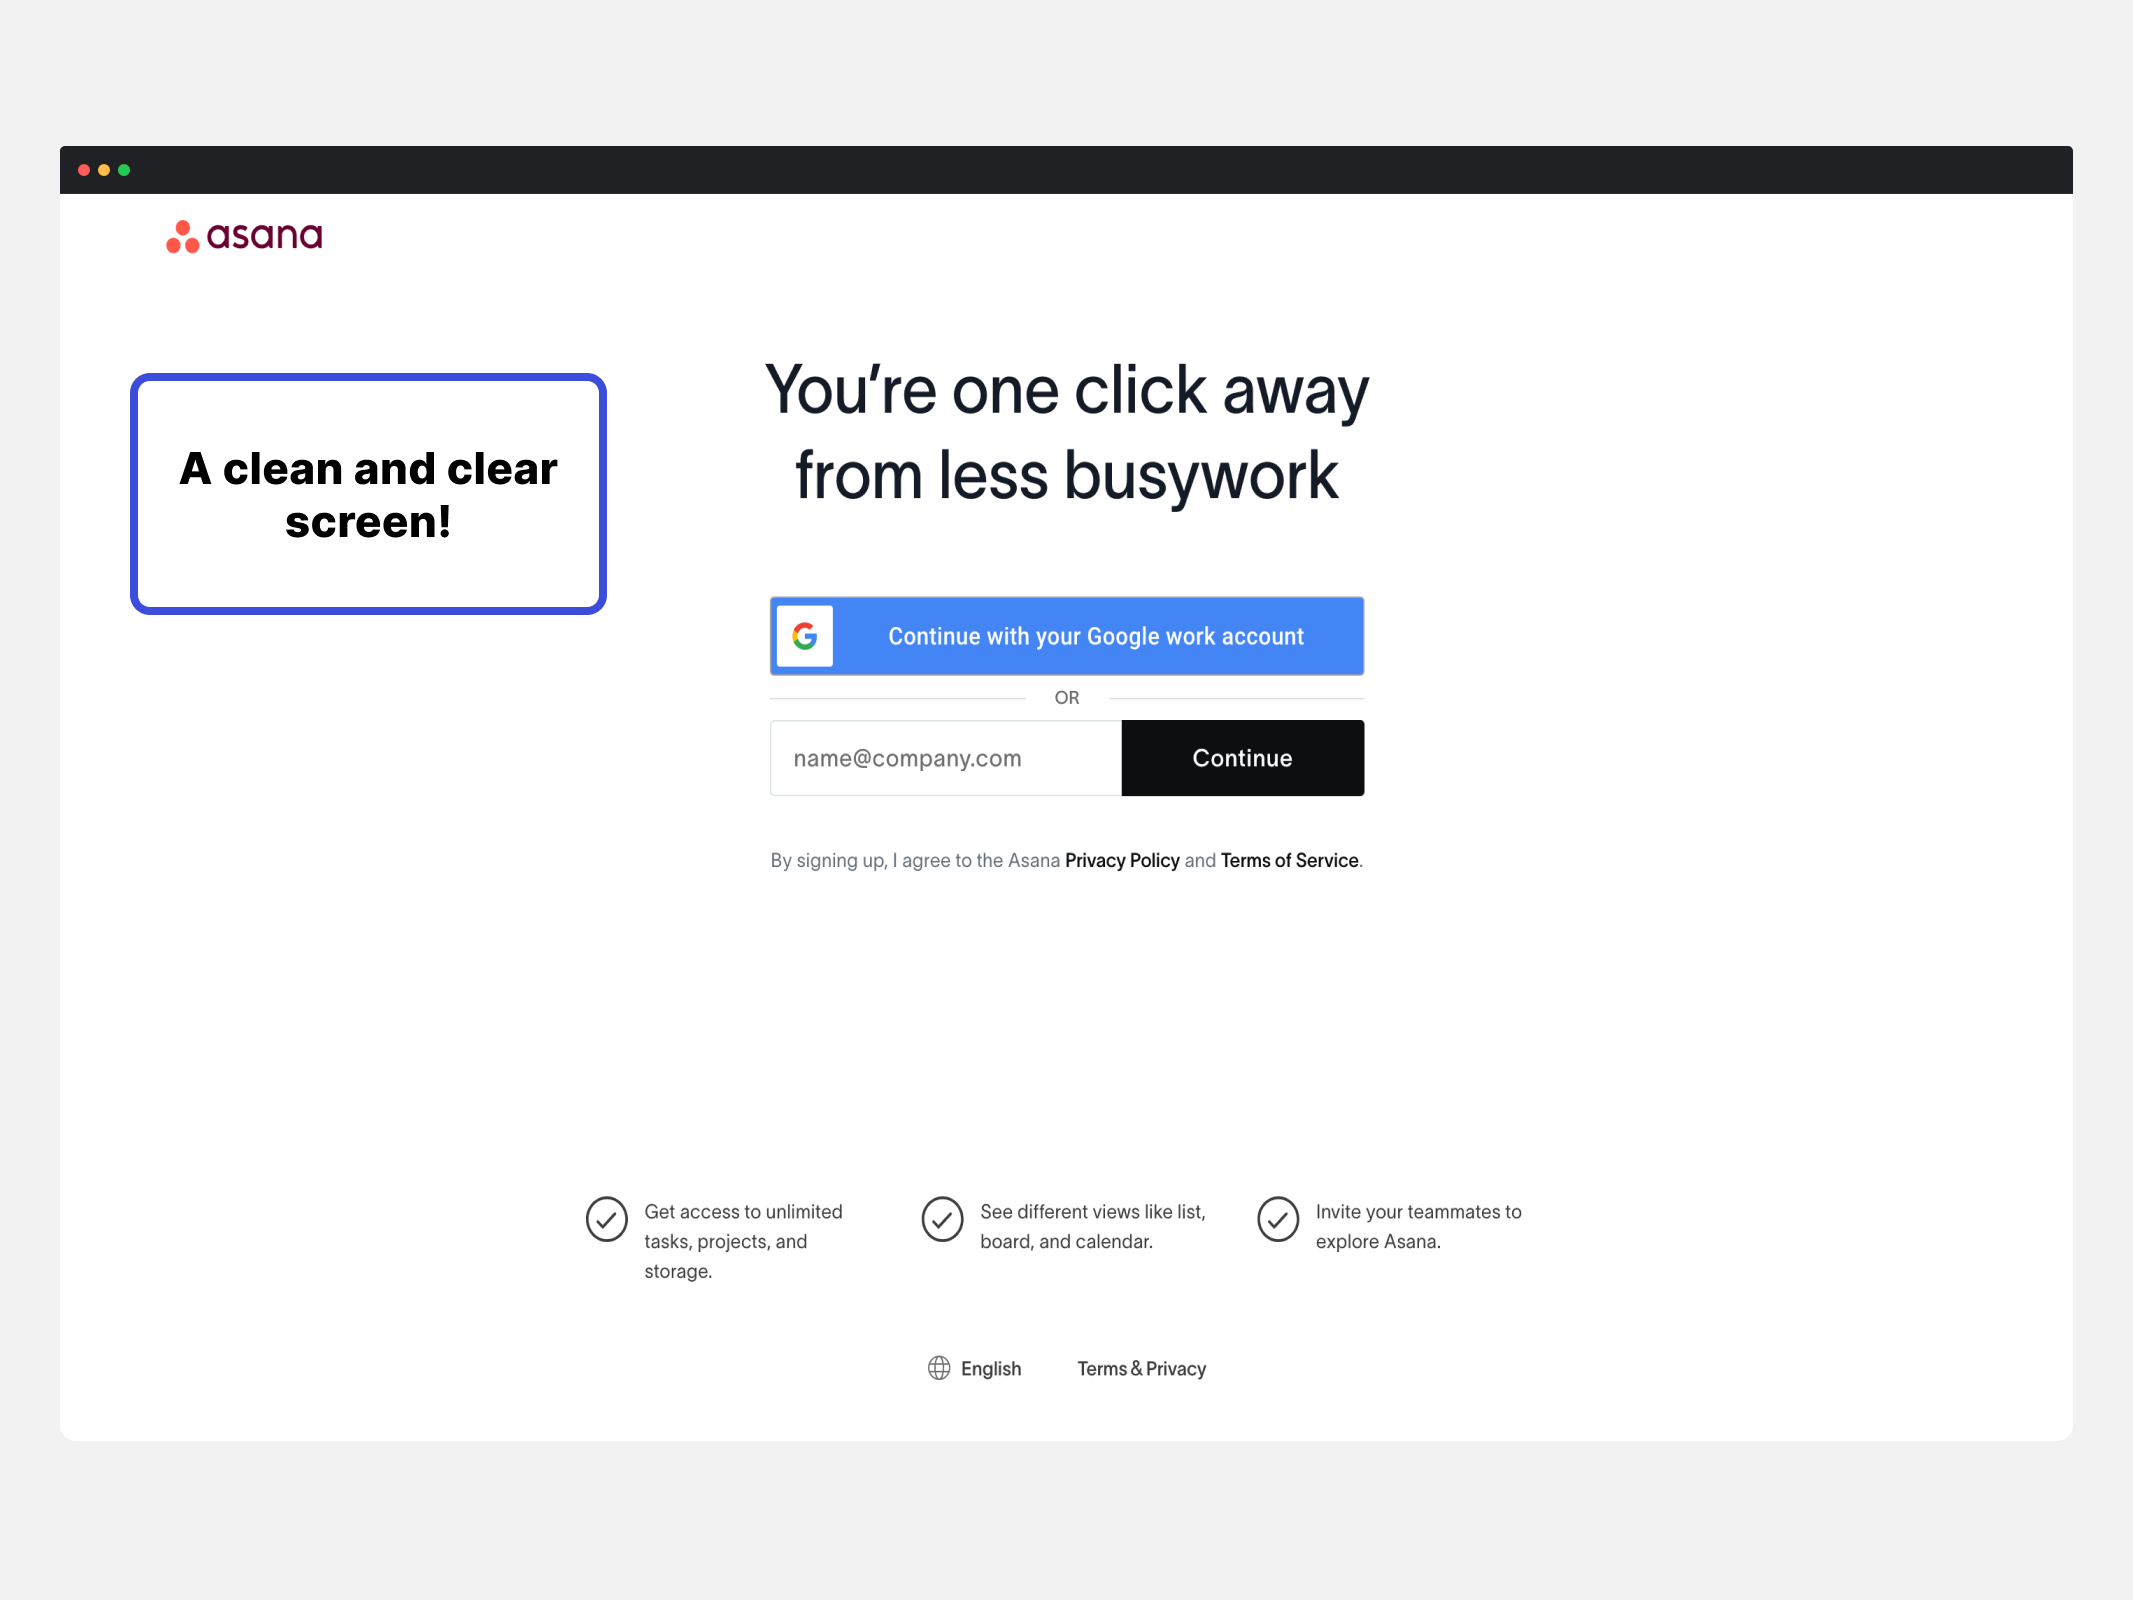 asana
A clean and clear
screen!
You’re one click away
from less busywork
Continue with your Google work account
OR
name@company.com
Continue
By signing up, I agree to the Asana Privacy Policy and Terms of Service.
Get access to unlimited
tasks, projects, and
storage.
See different views like list,
board, and calendar.
Invite your teammates to
explore Asana.
English
Terms & Privacy